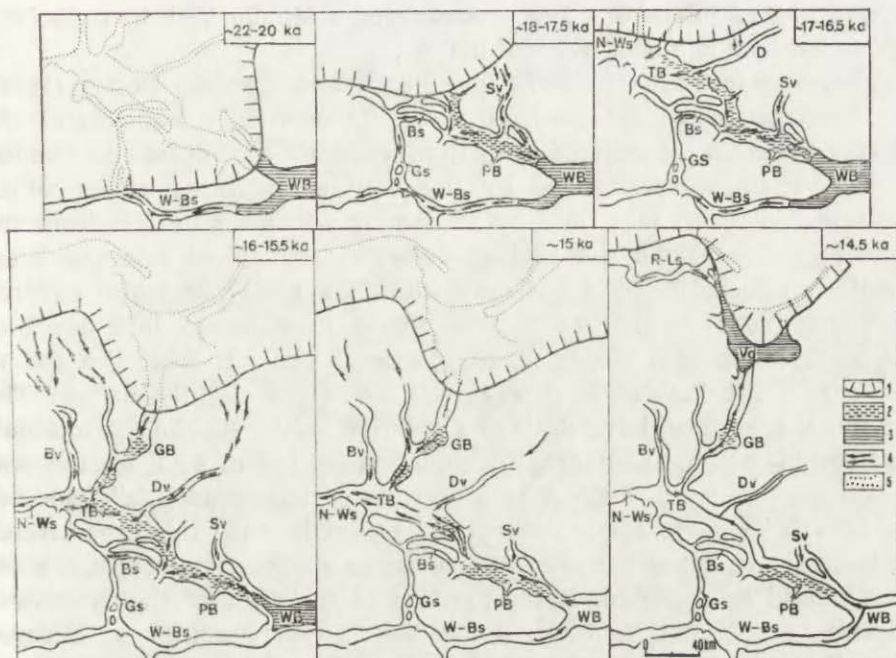 ~22-20 ka
W-Bs
WB
~18-17.5 ka
Sv
Bs
PB
Gs
W-Bs
WB
~17-16.5 ka
N-Ws
TB
D
Sv
Bs
PB
GS
W-Bs
WB
~16-15.5 ka
Bv
GB
Dv
TB
N-Ws
Sv
Bs
PB
Gs
W-Bs
WB
~15 ka
Bv
GB
Dv
TB
N-Ws
Sv
Bs
PB
Gs
W-Bs
WB
~14.5 ka
R-Ls
Vg
GB
Bv
Dv
TB
N-Ws
Sv
Bs
PB
Gs
W-Bs
WB
0 40km
1
2
3
4
5